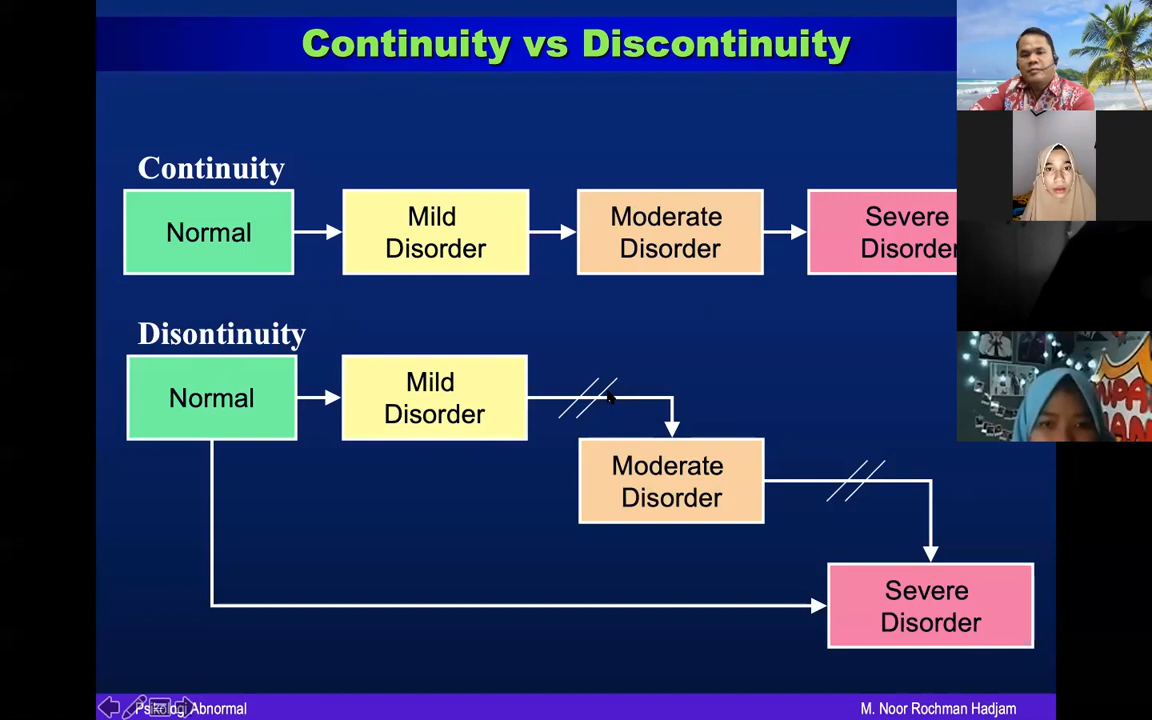 Continuity vs Discontinuity
Continuity
Normal
Mild
Disorder
Moderate
Disorder
Severe
Disorder
Disontinuity
Normal
Mild
Disorder
Moderate
Disorder
Severe
Disorder
Psikologi Abnormal
M. Noor Rochman Hadjam